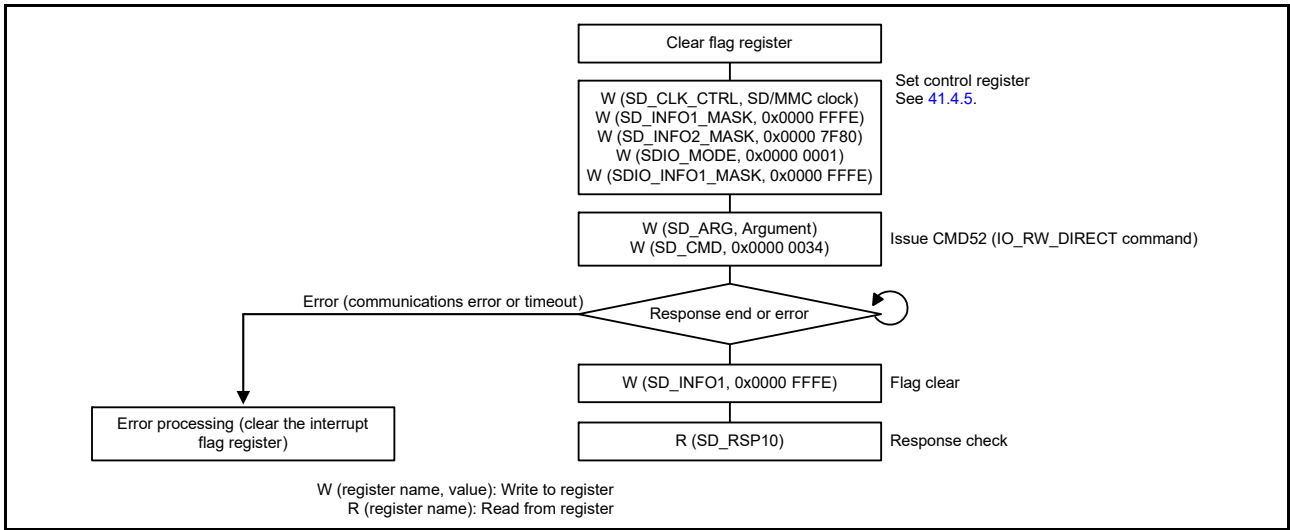 Clear flag register
W (SD_CLK_CTRL, SD/MMC clock)
W (SD_INFO1_MASK, 0x0000 FFFE)
W (SD_INFO2_MASK, 0x0000 7F80)
W (SDIO_MODE, 0x0000 0001)
W (SDIO_INFO1_MASK, 0x0000 FFFE)
Set control register
See 41.4.5.
W (SD_ARG, Argument)
W (SD_CMD, 0x0000 0034)
Issue CMD52 (IO_RW_DIRECT command)
Error (communications error or timeout)
Response end or error
W (SD_INFO1, 0x0000 FFFE)
Flag clear
Error processing (clear the interrupt
flag register)
R (SD_RSP10)
Response check
W (register name, value): Write to register
R (register name): Read from register